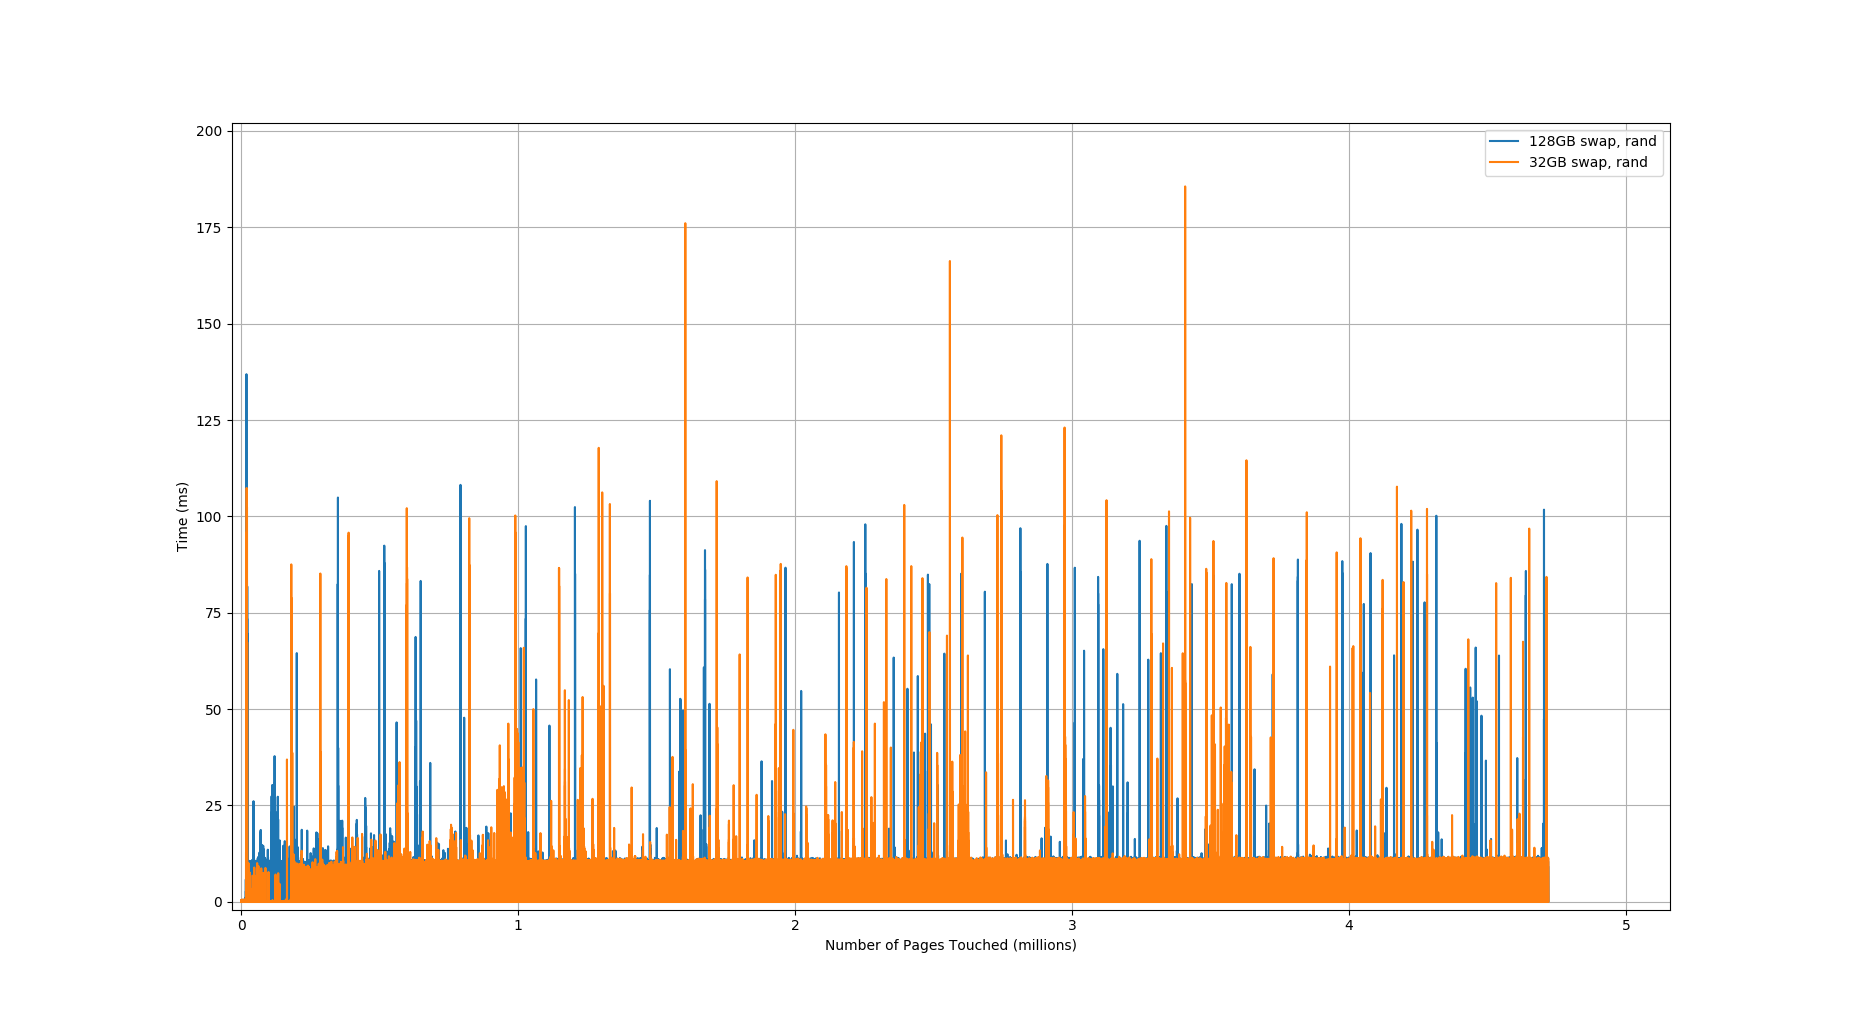 200
175
150
125
100
75
50
25
0
Time (ms)
128GB swap, rand
32GB swap, rand
0 1 2 3 4 5
Number of Pages Touched (millions)